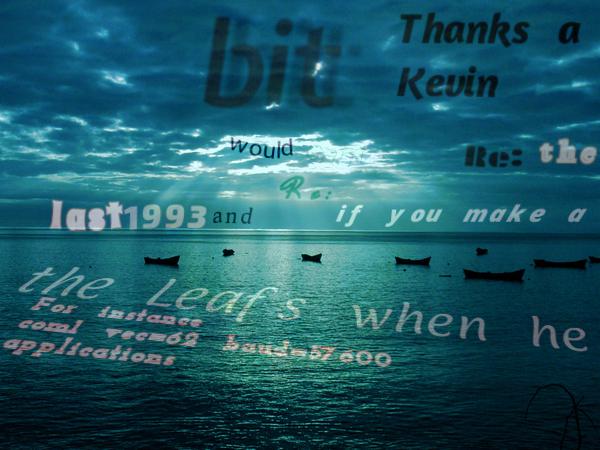 bit
Thanks a
Kevin
would
Re: the
Re:
last1993 and
if you make a
the Leaf's when he
For instance
com1 vec=62 baud=57600
applications